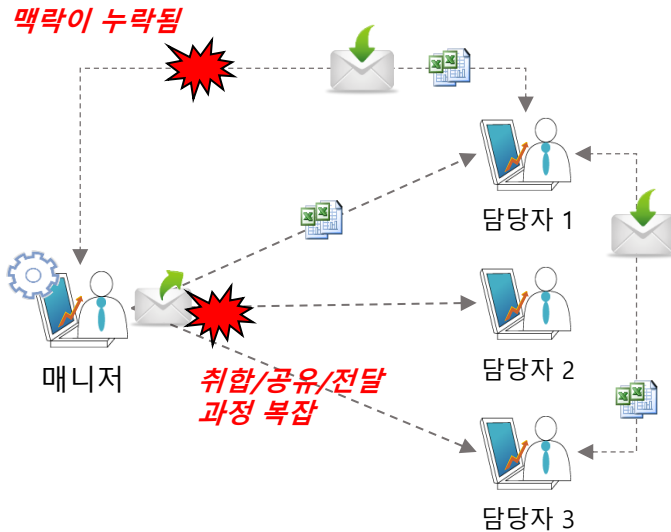 맥락이 누락됨
담당자 1
매니저
담당자 2
취합/공유/전달
과정 복잡
담당자 3